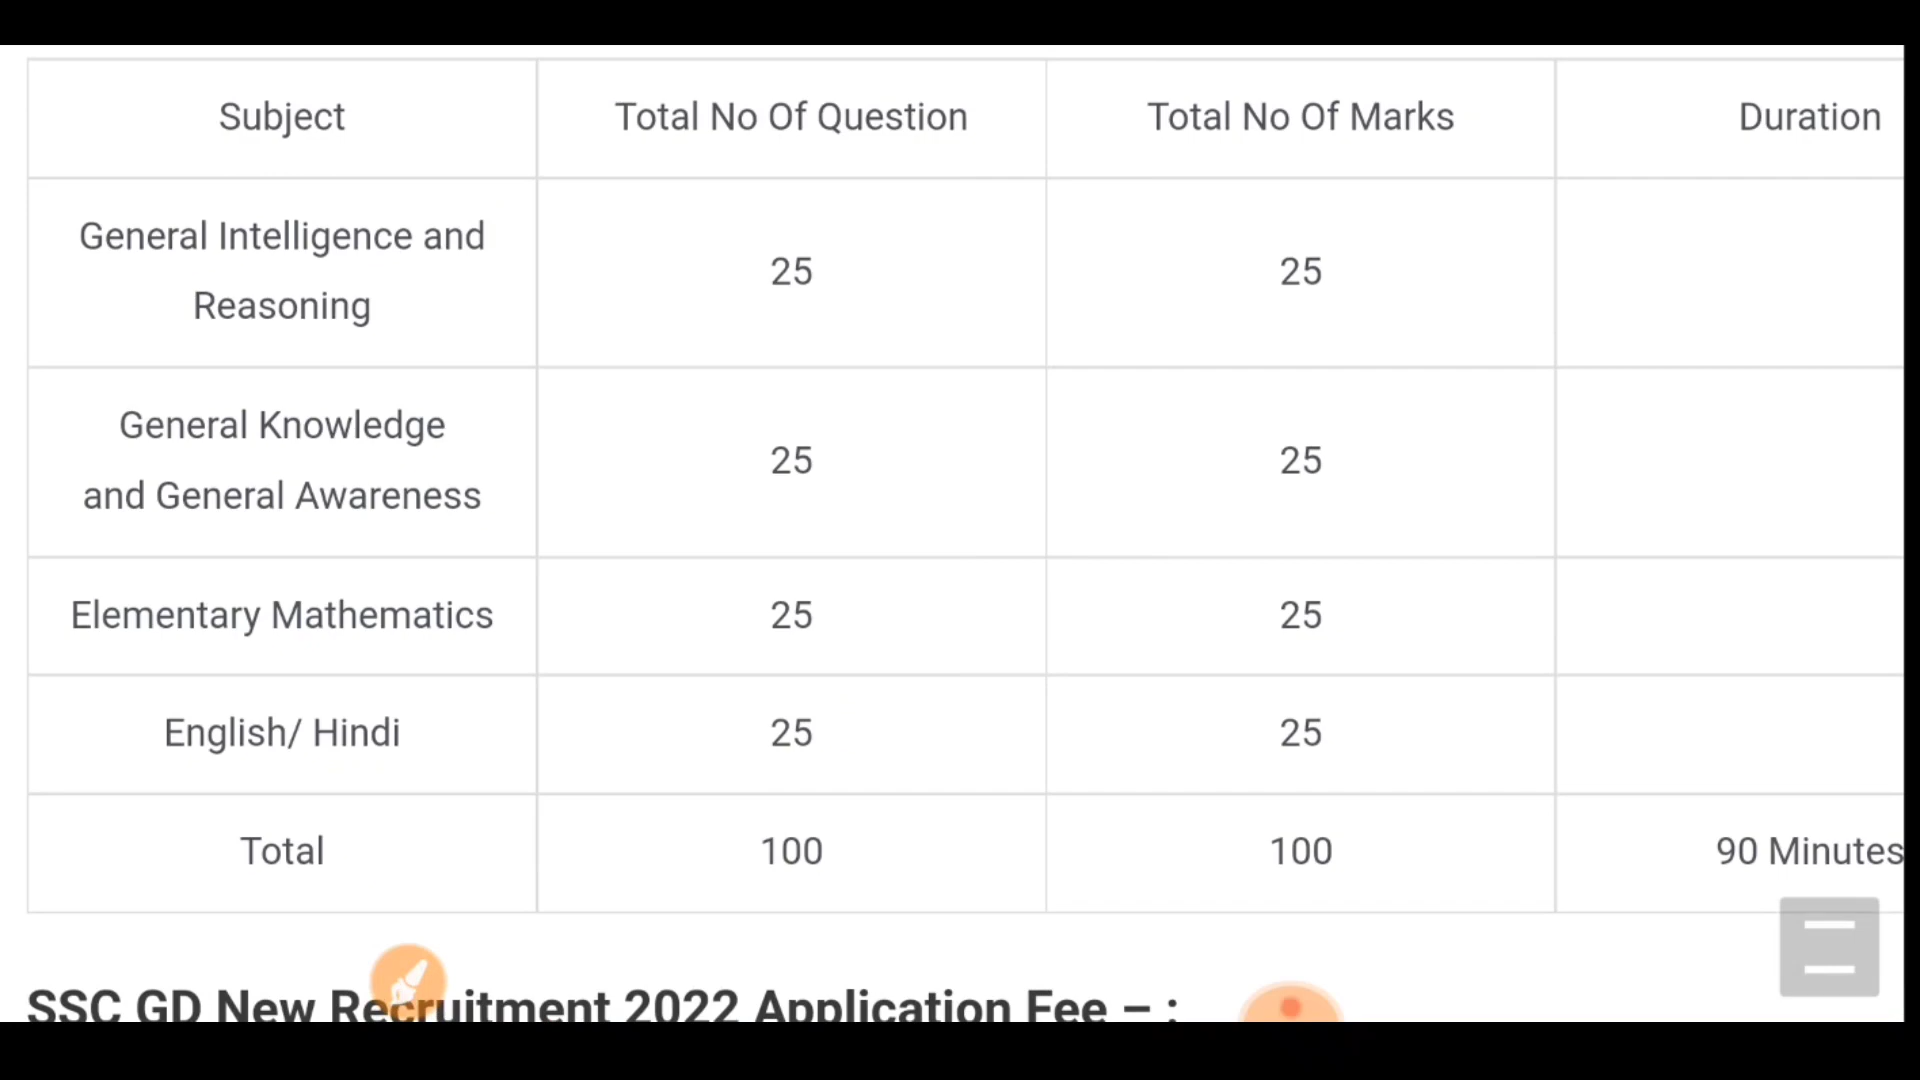 Subject Total No Of Question Total No Of Marks Duration
General Intelligence and
Reasoning
25 25
General Knowledge
and General Awareness
25 25
Elementary Mathematics 25 25
English/ Hindi 25 25
Total 100 100 90 Minutes
SSC GD New Recruitment 2022 Application Fee – :